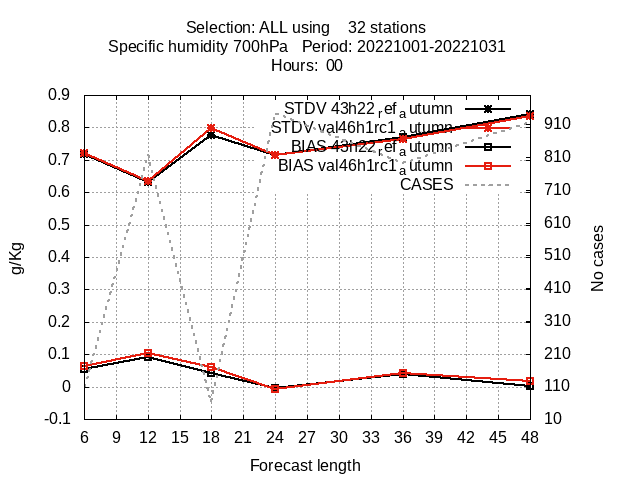 Selection: ALL using 32 stations
Specific humidity 700hPa Period: 20221001-20221031
Hours: 00
STDV 43h22_ref_autumn
STDV val46h1rc1_autumn
BIAS 43h22_ref_autumn
BIAS val46h1rc1_autumn
CASES
0.9
0.8
0.7
0.6
0.5
0.4
0.3
0.2
0.1
0
-0.1
g/Kg
910
810
710
610
510
410
310
210
110
10
No cases
6 9 12 15 18 21 24 27 30 33 36 39 42 45 48
Forecast length